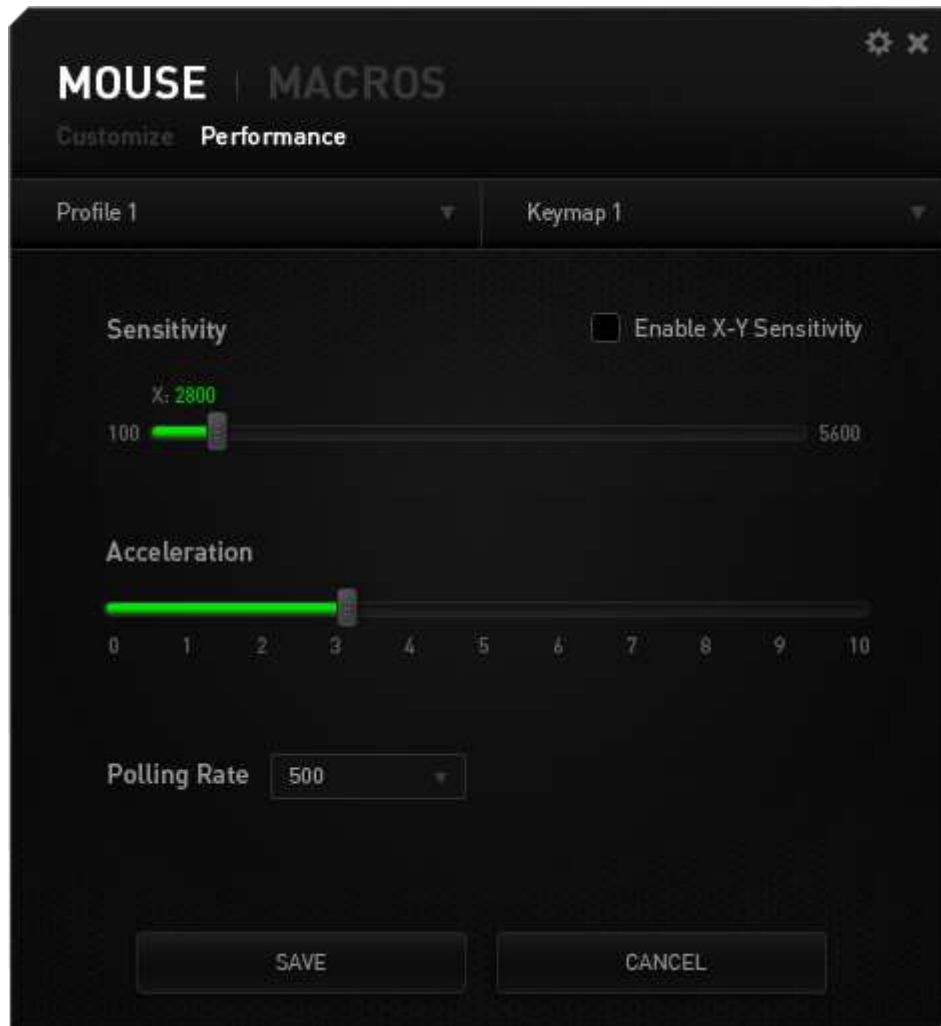 MOUSE | MACROS
Customize Performance
Profile 1 Keymap 1
Sensitivity Enable X-Y Sensitivity
X: 2800
100 5600
Acceleration
0 1 2 3 4 5 6 7 8 9 10
Polling Rate 500
SAVE CANCEL